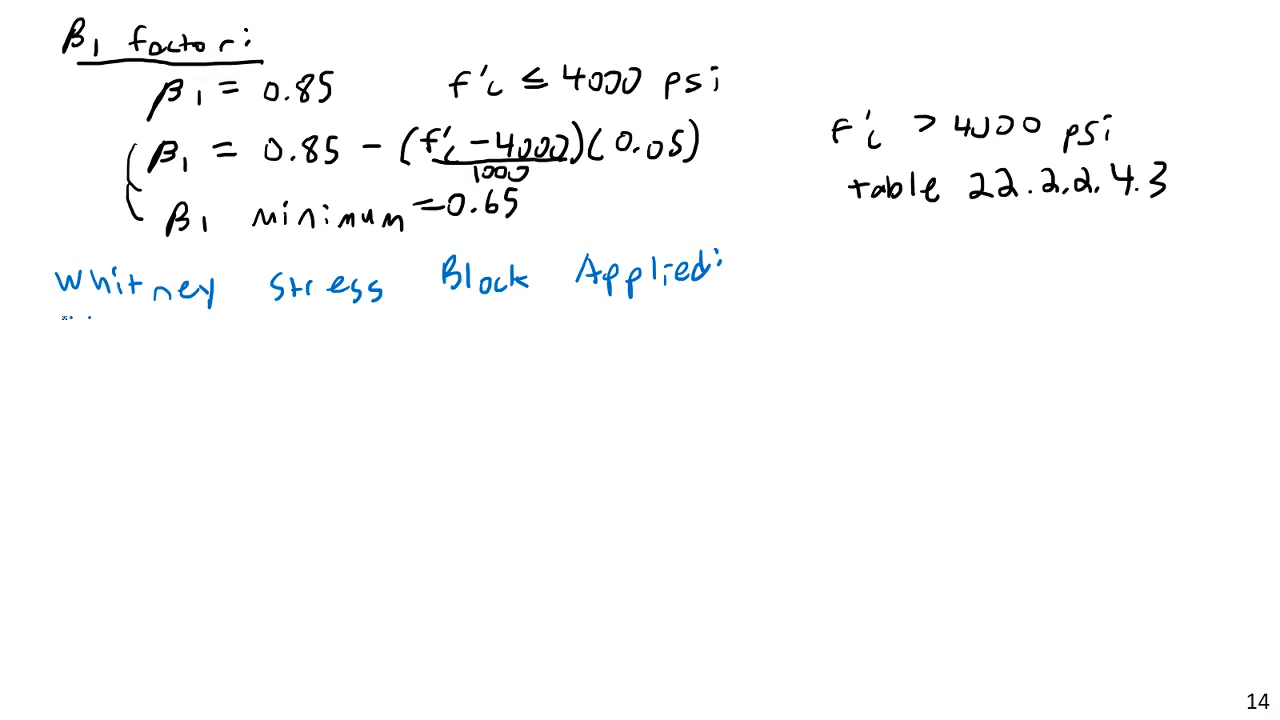 β1 factor:
β1 = 0.85 f'c ≤ 4000 psi
β1 = 0.85 - (f'c - 4000)(0.05) f'c > 4000 psi
1000
table 22.2.2.4.3
β1 minimum = 0.65
Whitney Stress Block Applied:
14